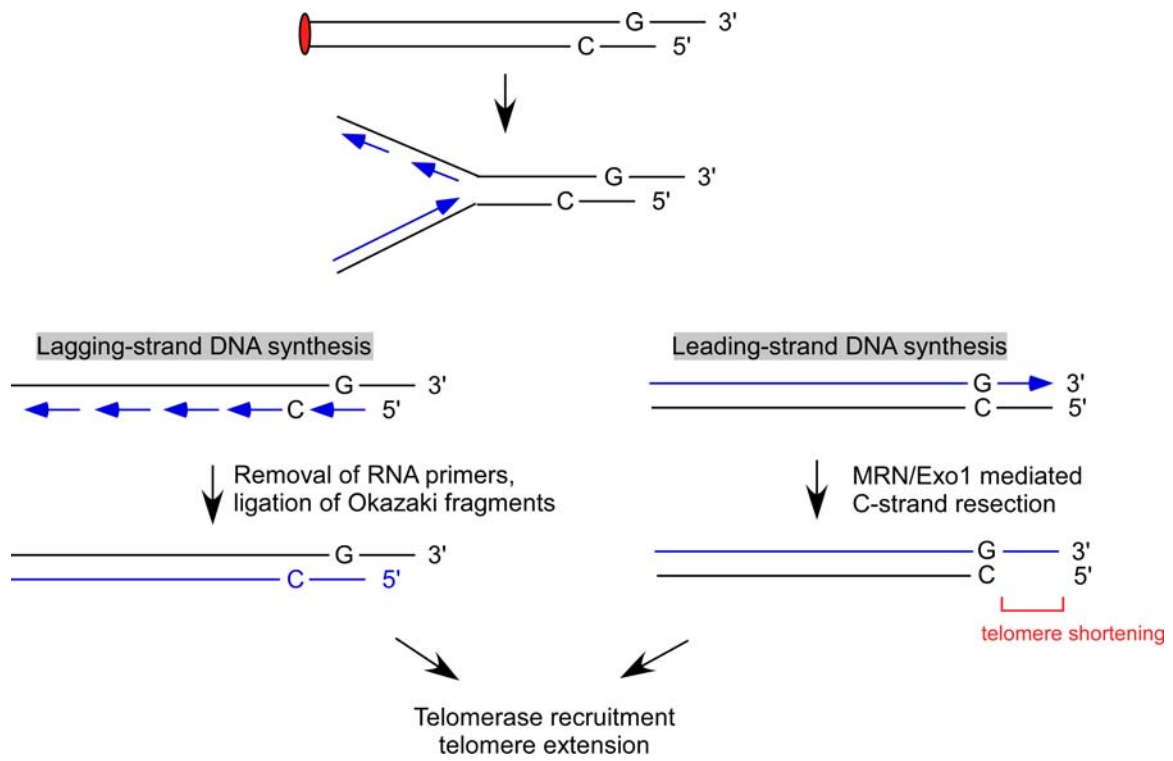 G 3'
C 5'
G 3'
C 5'
Lagging-strand DNA synthesis
G 3'
C 5'
Removal of RNA primers,
ligation of Okazaki fragments
G 3'
C 5'
Leading-strand DNA synthesis
G 3'
C 5'
MRN/Exo1 mediated
C-strand resection
G 3'
C 5'
telomere shortening
Telomerase recruitment
telomere extension